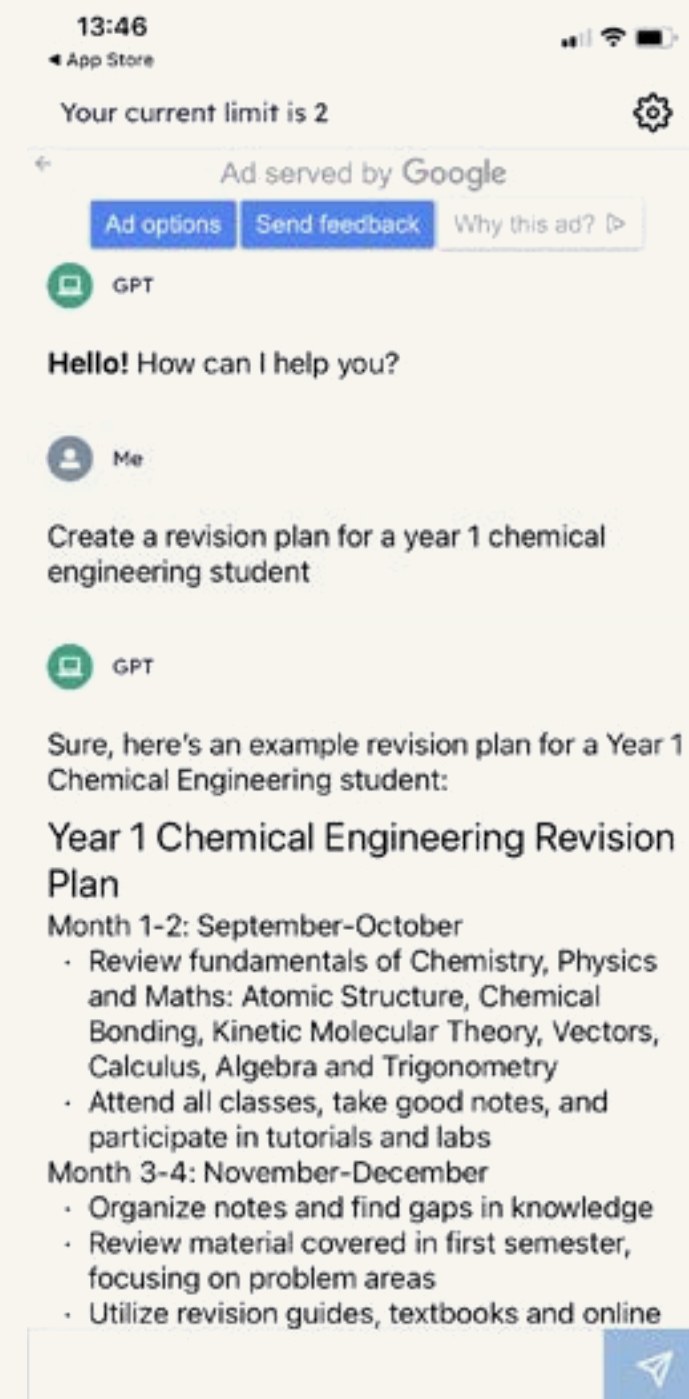 13:46
◀ App Store
Your current limit is 2
Ad served by Google
Ad options Send feedback Why this ad?
GPT
Hello! How can I help you?
Me
Create a revision plan for a year 1 chemical
engineering student
GPT
Sure, here's an example revision plan for a Year 1
Chemical Engineering student:
Year 1 Chemical Engineering Revision
Plan
Month 1-2: September-October
· Review fundamentals of Chemistry, Physics
and Maths: Atomic Structure, Chemical
Bonding, Kinetic Molecular Theory, Vectors,
Calculus, Algebra and Trigonometry
· Attend all classes, take good notes, and
participate in tutorials and labs
Month 3-4: November-December
· Organize notes and find gaps in knowledge
· Review material covered in first semester,
focusing on problem areas
· Utilize revision guides, textbooks and online